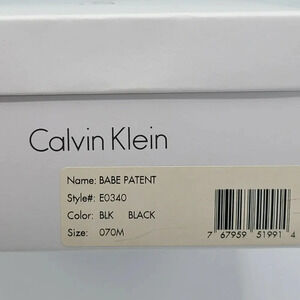 Calvin Klein
Name: BABE PATENT
Style#: E0340
Color: BLK BLACK
Size: 070M
7 67959 51991 4